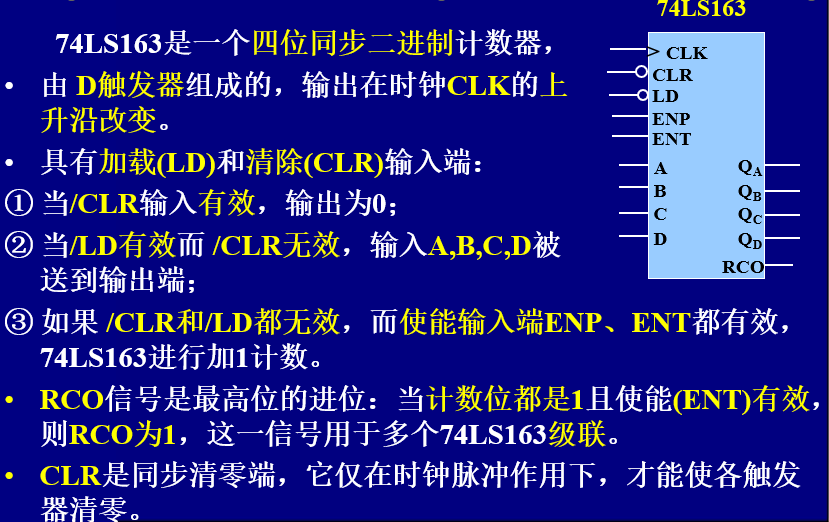 74LS163
74LS163是一个四位同步二进制计数器，
• 由 D触发器组成的，输出在时钟CLK的上
升沿改变。
• 具有加载(LD)和清除(CLR)输入端：
① 当/CLR输入有效，输出为0；
② 当/LD有效而 /CLR无效，输入A,B,C,D被
送到输出端；
③ 如果 /CLR和/LD都无效，而使能输入端ENP、ENT都有效，
74LS163进行加1计数。
• RCO信号是最高位的进位：当计数位都是1且使能(ENT)有效，
则RCO为1，这一信号用于多个74LS163级联。
• CLR是同步清零端，它仅在时钟脉冲作用下，才能使各触发
器清零。
> CLK
CLR
LD
ENP
ENT
A QA
B QB
C QC
D QD
RCO